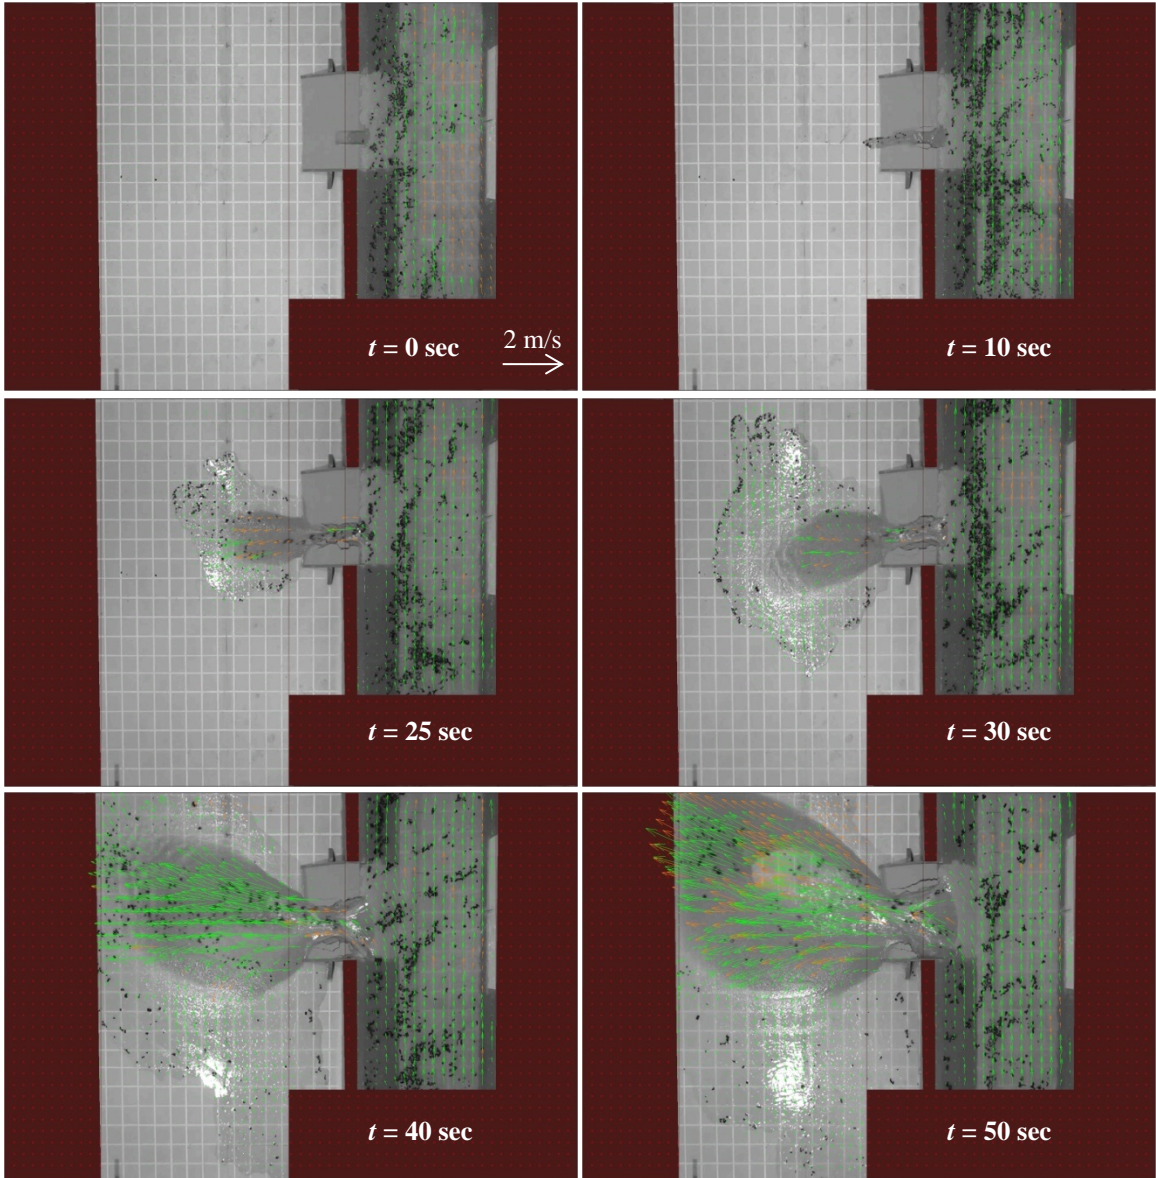 t = 0 sec
2 m/s
t = 10 sec
t = 25 sec
t = 30 sec
t = 40 sec
t = 50 sec